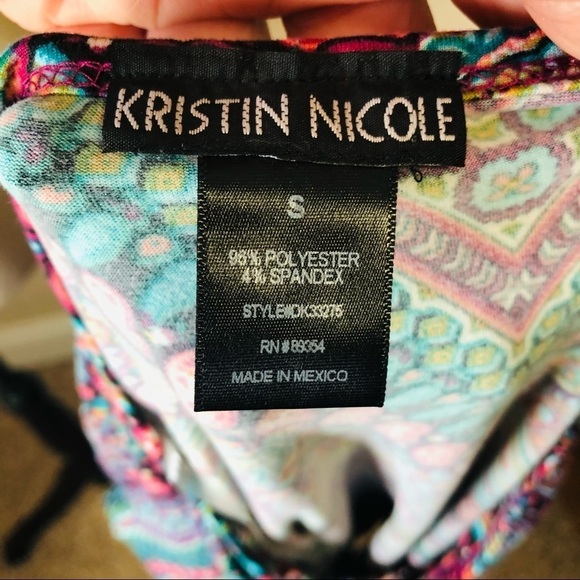 KRISTIN NICOLE
S
96% POLYESTER
4% SPANDEX
STYLE#DK33275
RN # 89354
MADE IN MEXICO